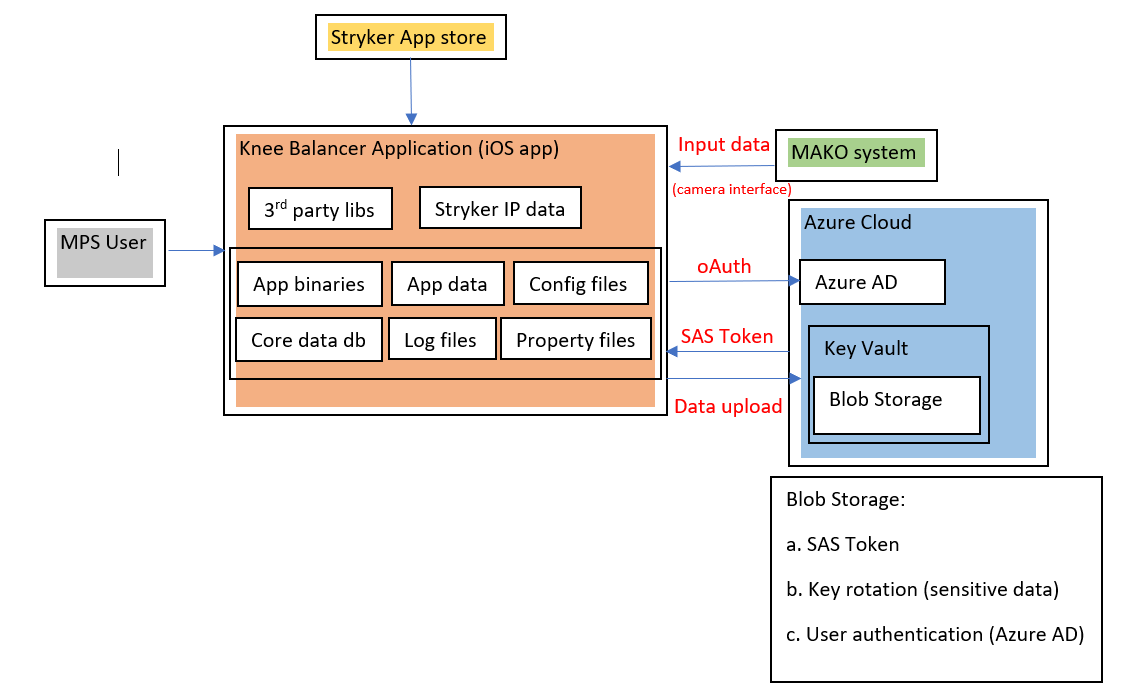 Stryker App store
Knee Balancer Application (iOS app)
3rd party libs
Stryker IP data
Input data
(camera interface)
MAKO system
MPS User
App binaries
App data
Config files
Core data db
Log files
Property files
oAuth
SAS Token
Data upload
Azure Cloud
Azure AD
Key Vault
Blob Storage
Blob Storage:
a. SAS Token
b. Key rotation (sensitive data)
c. User authentication (Azure AD)